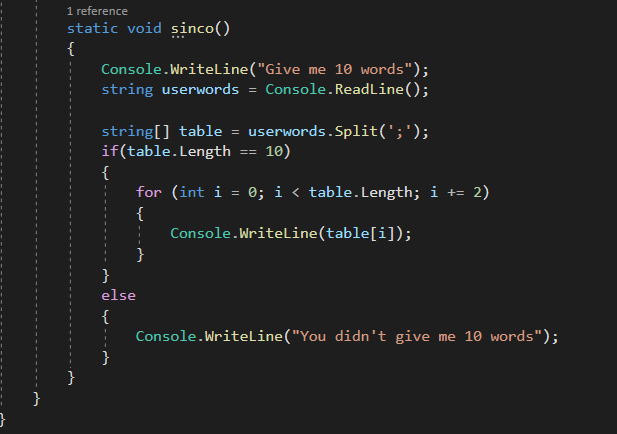 1 reference
static void sinco()
{
Console.WriteLine("Give me 10 words");
string userwords = Console.ReadLine();
string[] table = userwords.Split(';');
if(table.Length == 10)
{
for (int i = 0; i < table.Length; i += 2)
{
Console.WriteLine(table[i]);
}
}
else
{
Console.WriteLine("You didn't give me 10 words");
}
}
}
}